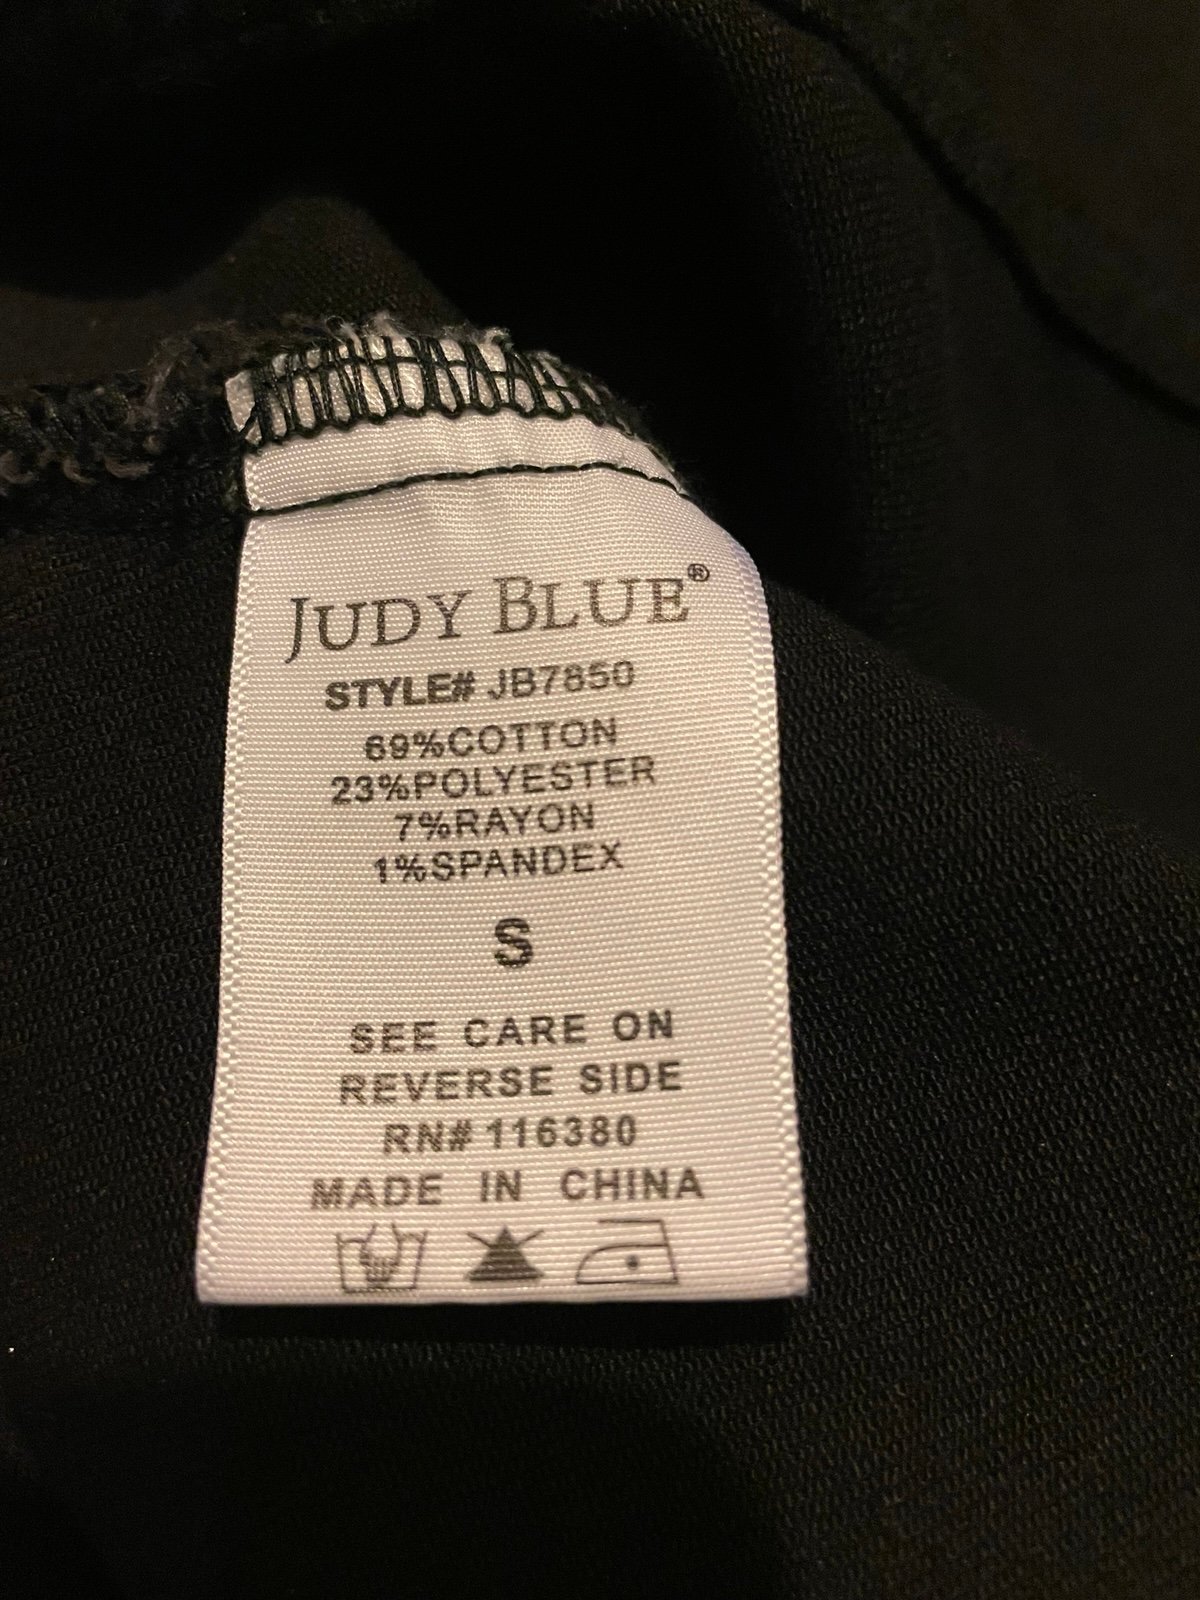 JUDY BLUE®
STYLE# JB7850
69%COTTON
23%POLYESTER
7%RAYON
1%SPANDEX
S
SEE CARE ON
REVERSE SIDE
RN# 116380
MADE IN CHINA